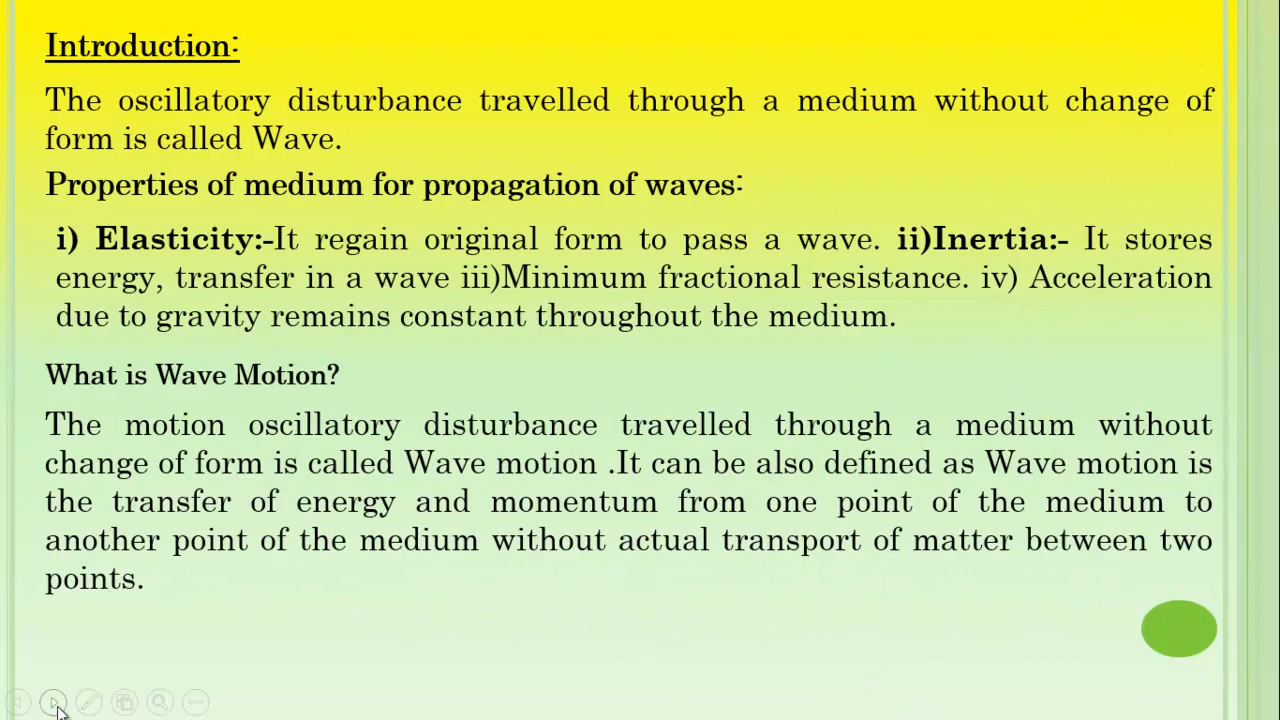 Introduction:
The oscillatory disturbance travelled through a medium without change of
form is called Wave.
Properties of medium for propagation of waves:
i) Elasticity:-It regain original form to pass a wave. ii)Inertia:- It stores
energy, transfer in a wave iii)Minimum fractional resistance. iv) Acceleration
due to gravity remains constant throughout the medium.
What is Wave Motion?
The motion oscillatory disturbance travelled through a medium without
change of form is called Wave motion .It can be also defined as Wave motion is
the transfer of energy and momentum from one point of the medium to
another point of the medium without actual transport of matter between two
points.